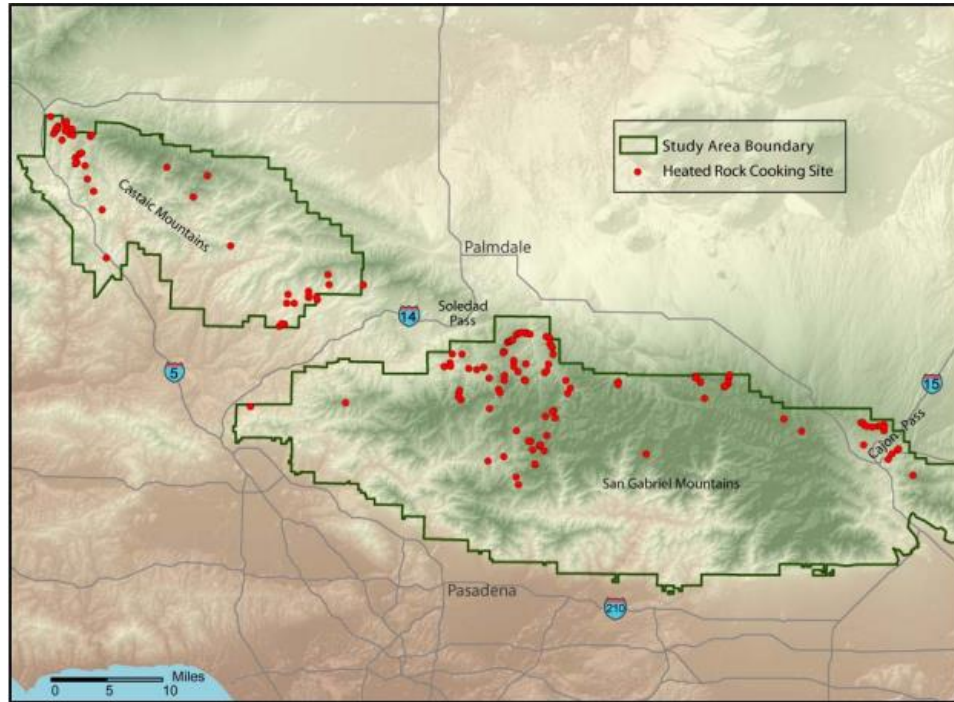 Study Area Boundary
Heated Rock Cooking Site
Castaic Mountains
Palmdale
Soledad
Pass
14
5
15
Cajon Pass
San Gabriel Mountains
Pasadena
210
Miles
0 5 10